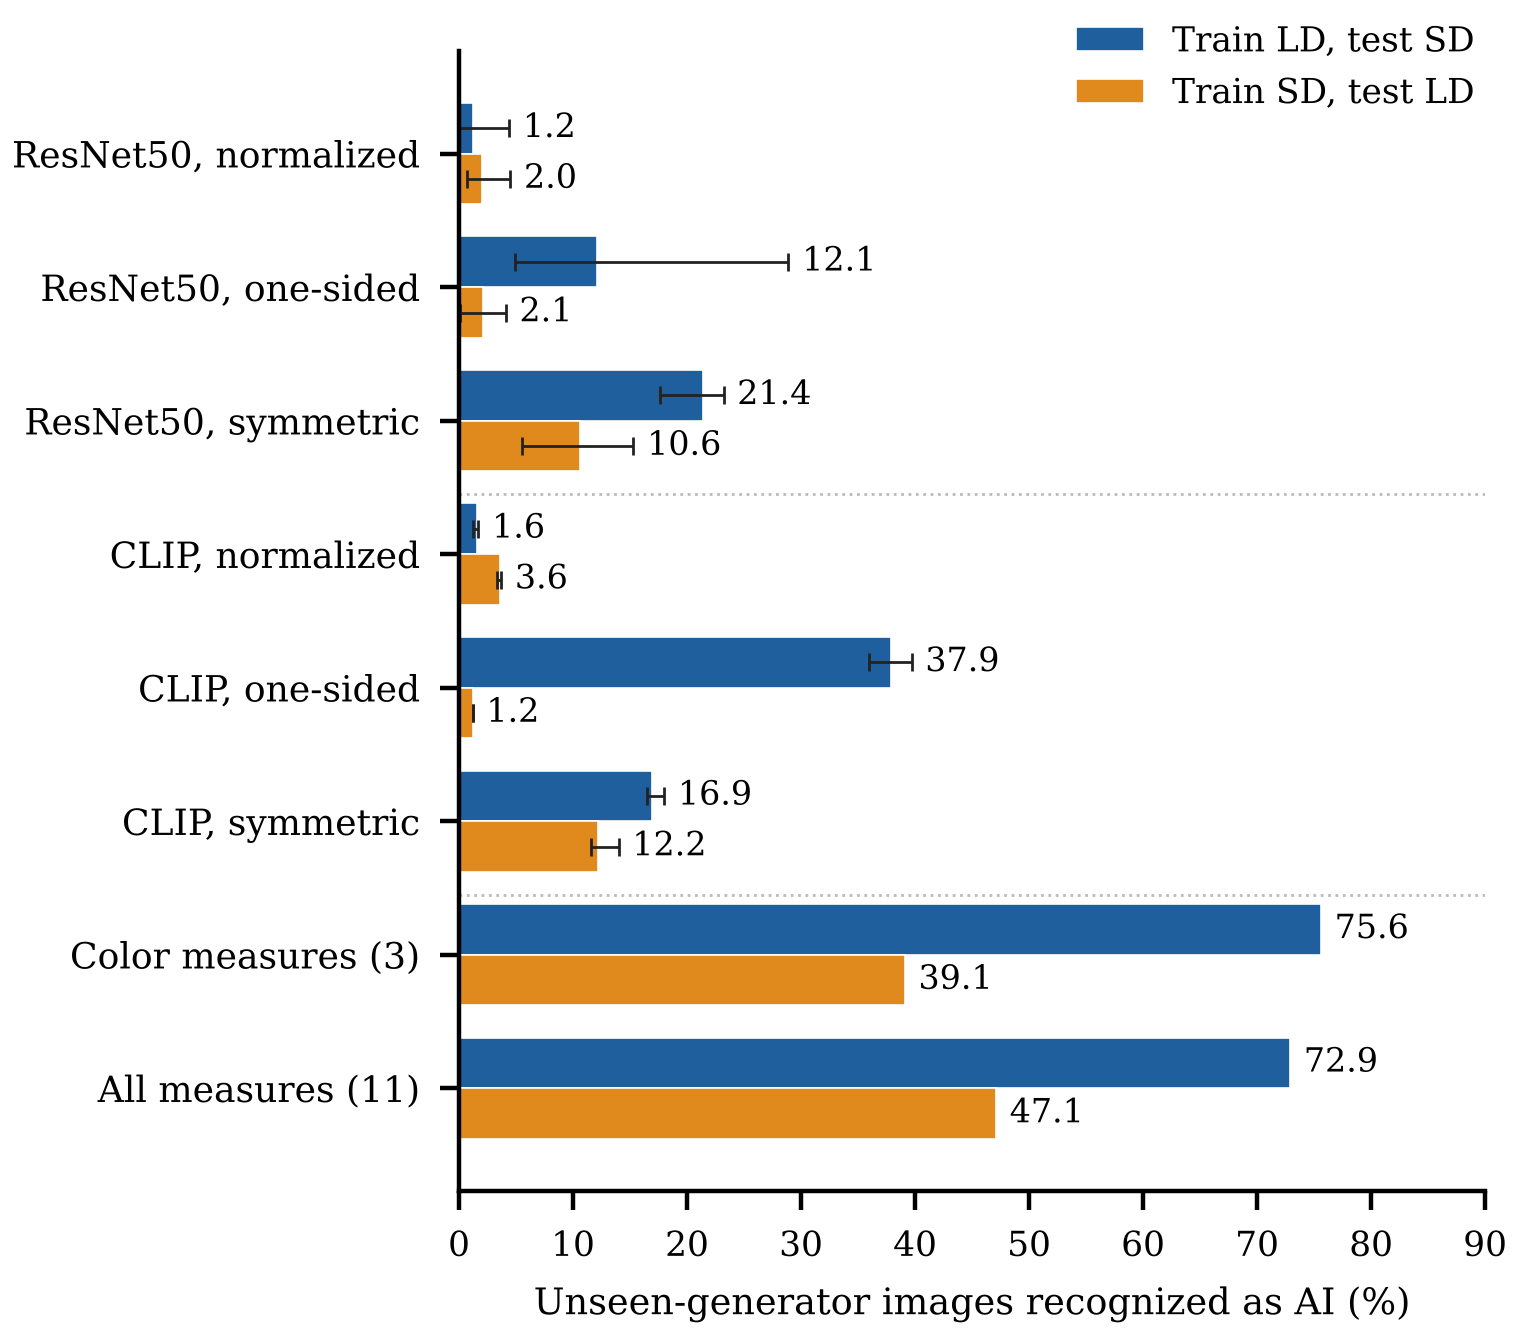 Train LD, test SD
Train SD, test LD
ResNet50, normalized
1.2
2.0
ResNet50, one-sided
12.1
2.1
ResNet50, symmetric
21.4
10.6
CLIP, normalized
1.6
3.6
CLIP, one-sided
37.9
1.2
CLIP, symmetric
16.9
12.2
Color measures (3)
75.6
39.1
All measures (11)
72.9
47.1
0 10 20 30 40 50 60 70 80 90
Unseen-generator images recognized as AI (%)